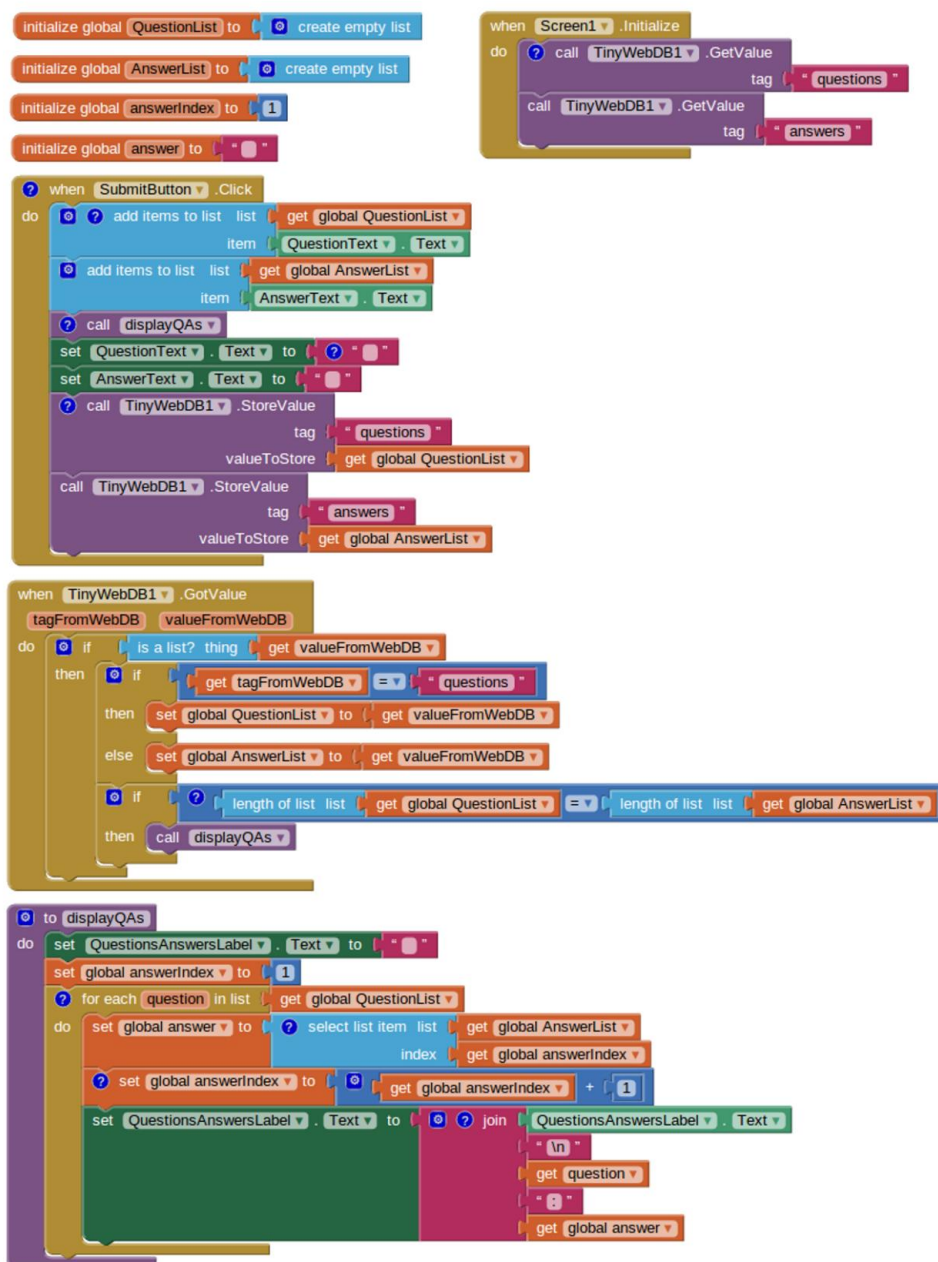 initialize global QuestionList to create empty list
initialize global AnswerList to create empty list
initialize global answerIndex to 1
initialize global answer to " "
when Screen1 .Initialize
do ? call TinyWebDB1 .GetValue
tag " questions "
call TinyWebDB1 .GetValue
tag " answers "
? when SubmitButton .Click
do ? add items to list list get global QuestionList
item QuestionText . Text
add items to list list get global AnswerList
item AnswerText . Text
? call displayQAs
set QuestionText . Text to ? " "
set AnswerText . Text to " "
? call TinyWebDB1 .StoreValue
tag " questions "
valueToStore get global QuestionList
call TinyWebDB1 .StoreValue
tag " answers "
valueToStore get global AnswerList
when TinyWebDB1 .GotValue
tagFromWebDB valueFromWebDB
do if is a list? thing get valueFromWebDB
then if get tagFromWebDB = " questions "
then set global QuestionList to get valueFromWebDB
else set global AnswerList to get valueFromWebDB
if ? length of list list get global QuestionList = length of list list get global AnswerList
then call displayQAs
to displayQAs
do set QuestionsAnswersLabel . Text to " "
set global answerIndex to 1
? for each question in list get global QuestionList
do set global answer to ? select list item list get global AnswerList
index get global answerIndex
? set global answerIndex to get global answerIndex + 1
set QuestionsAnswersLabel . Text to ? join QuestionsAnswersLabel . Text
" \n "
get question
" : "
get global answer